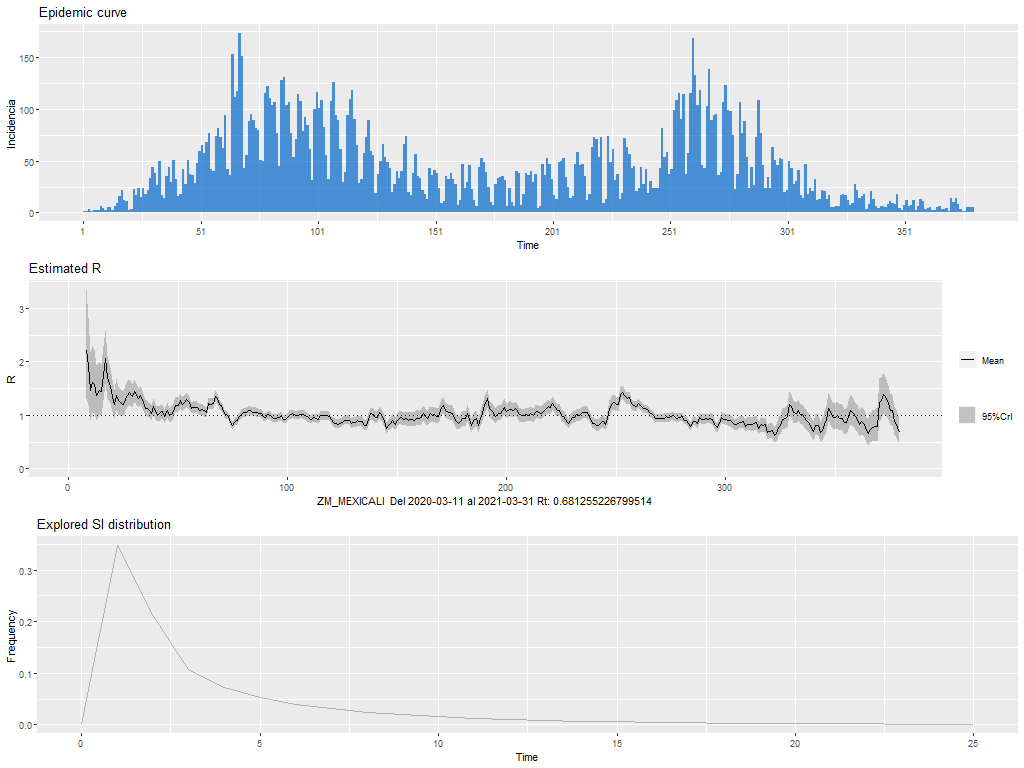 Epidemic curve
Incidencia
150
100
50
0
1 51 101 151 201 251 301 351
Time
Estimated R
R
3
2
1
0
Mean
95%CrI
0 100 200 300
ZM_MEXICALI Del 2020-03-11 al 2021-03-31 Rt: 0.681255226799514
Explored SI distribution
Frequency
0.3
0.2
0.1
0.0
0 5 10 15 20 25
Time